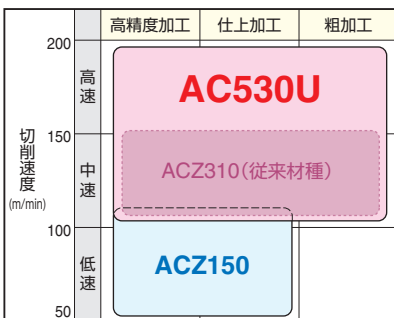 高精度加工 仕上加工 粗加工
200
高速
AC530U
切削速度
(m/min)
150
中速
ACZ310(従来材種)
100
低速
ACZ150
50